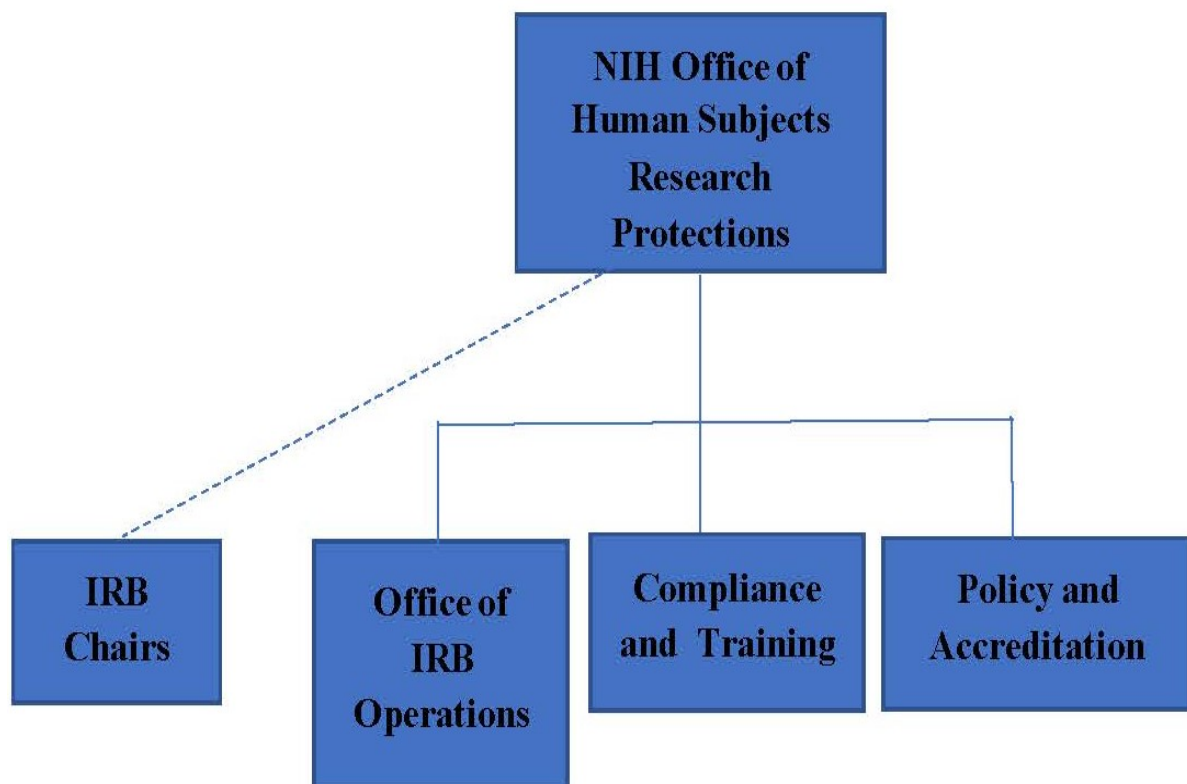 NIH Office of
Human Subjects
Research
Protections
IRB
Chairs
Office of
IRB
Operations
Compliance
and Training
Policy and
Accreditation